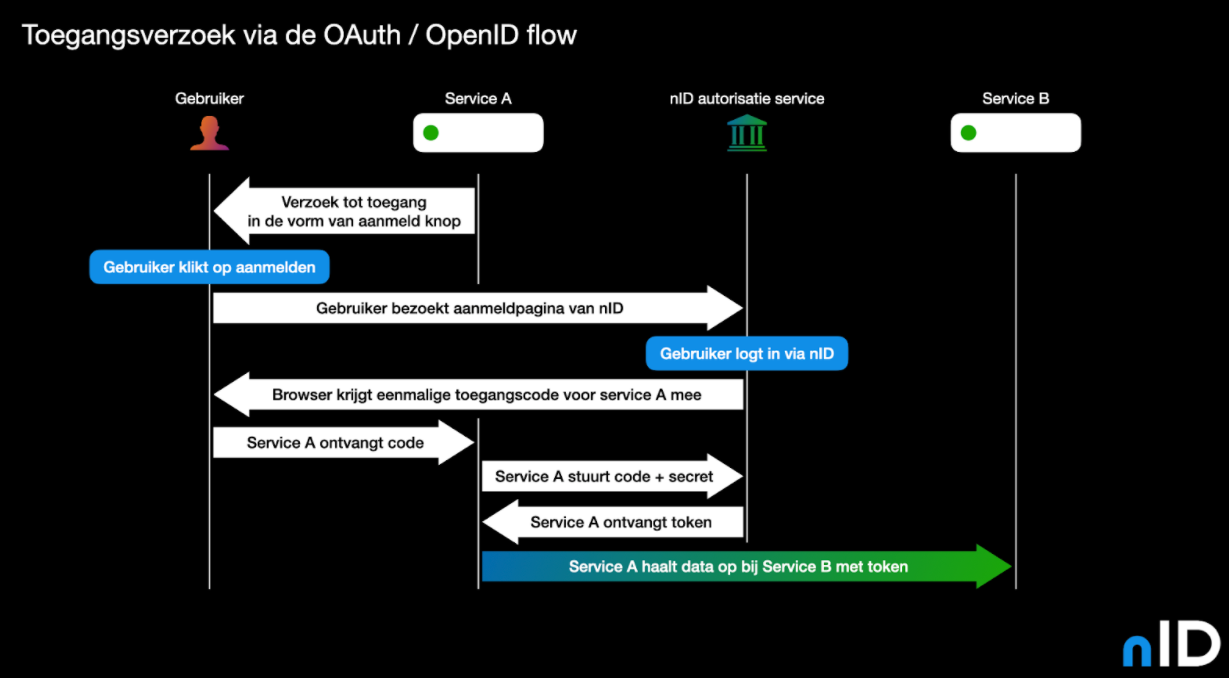 Toegangsverzoek via de OAuth / OpenID flow
Gebruiker
Service A
nID autorisatie service
Service B
Verzoek tot toegang
in de vorm van aanmeld knop
Gebruiker klikt op aanmelden
Gebruiker bezoekt aanmeldpagina van nID
Gebruiker logt in via nID
Browser krijgt eenmalige toegangscode voor service A mee
Service A ontvangt code
Service A stuurt code + secret
Service A ontvangt token
Service A haalt data op bij Service B met token
nID